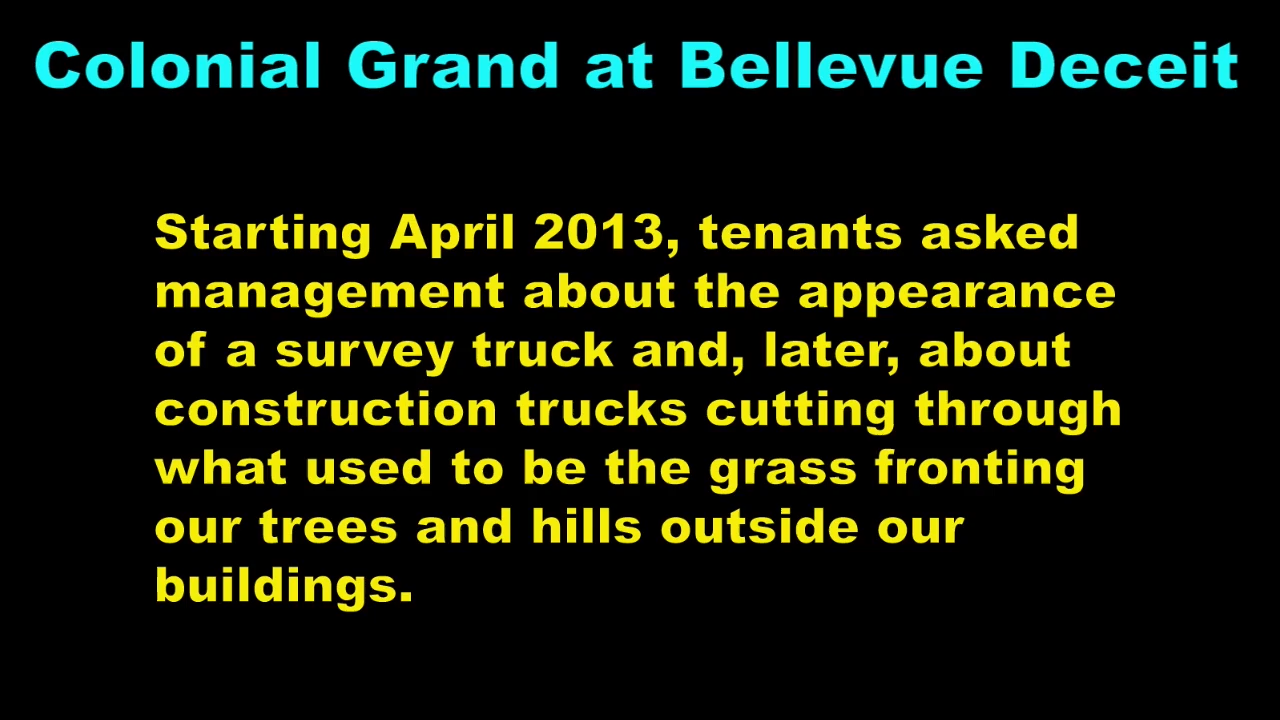 Colonial Grand at Bellevue Deceit
Starting April 2013, tenants asked
management about the appearance
of a survey truck and, later, about
construction trucks cutting through
what used to be the grass fronting
our trees and hills outside our
buildings.